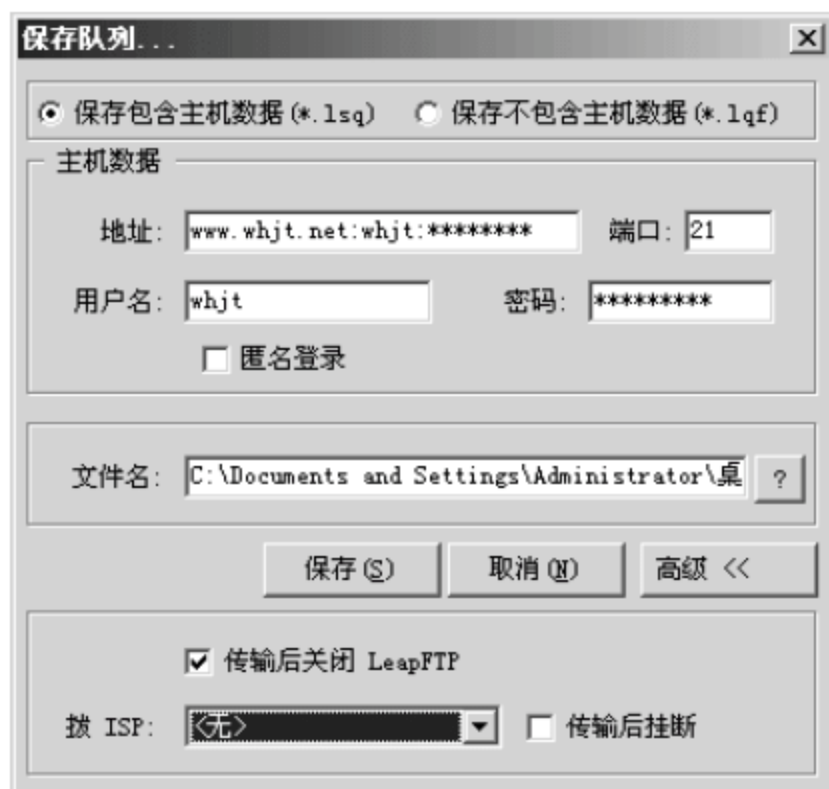 保存队列...
保存包含主机数据(*.lsq) 保存不包含主机数据(*.lqf)
主机数据
地址: www.whjt.net:whjt:******** 端口: 21
用户名: whjt 密码: *********
匿名登录
文件名: C:\Documents and Settings\Administrator\桌 ?
保存(S) 取消(N) 高级 <<
传输后关闭 LeapFTP
拨 ISP: <无> 传输后挂断